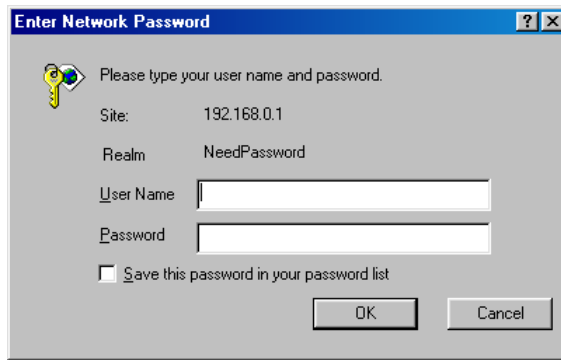 Enter Network Password
Please type your user name and password.
Site: 192.168.0.1
Realm NeedPassword
User Name
Password
Save this password in your password list
OK Cancel